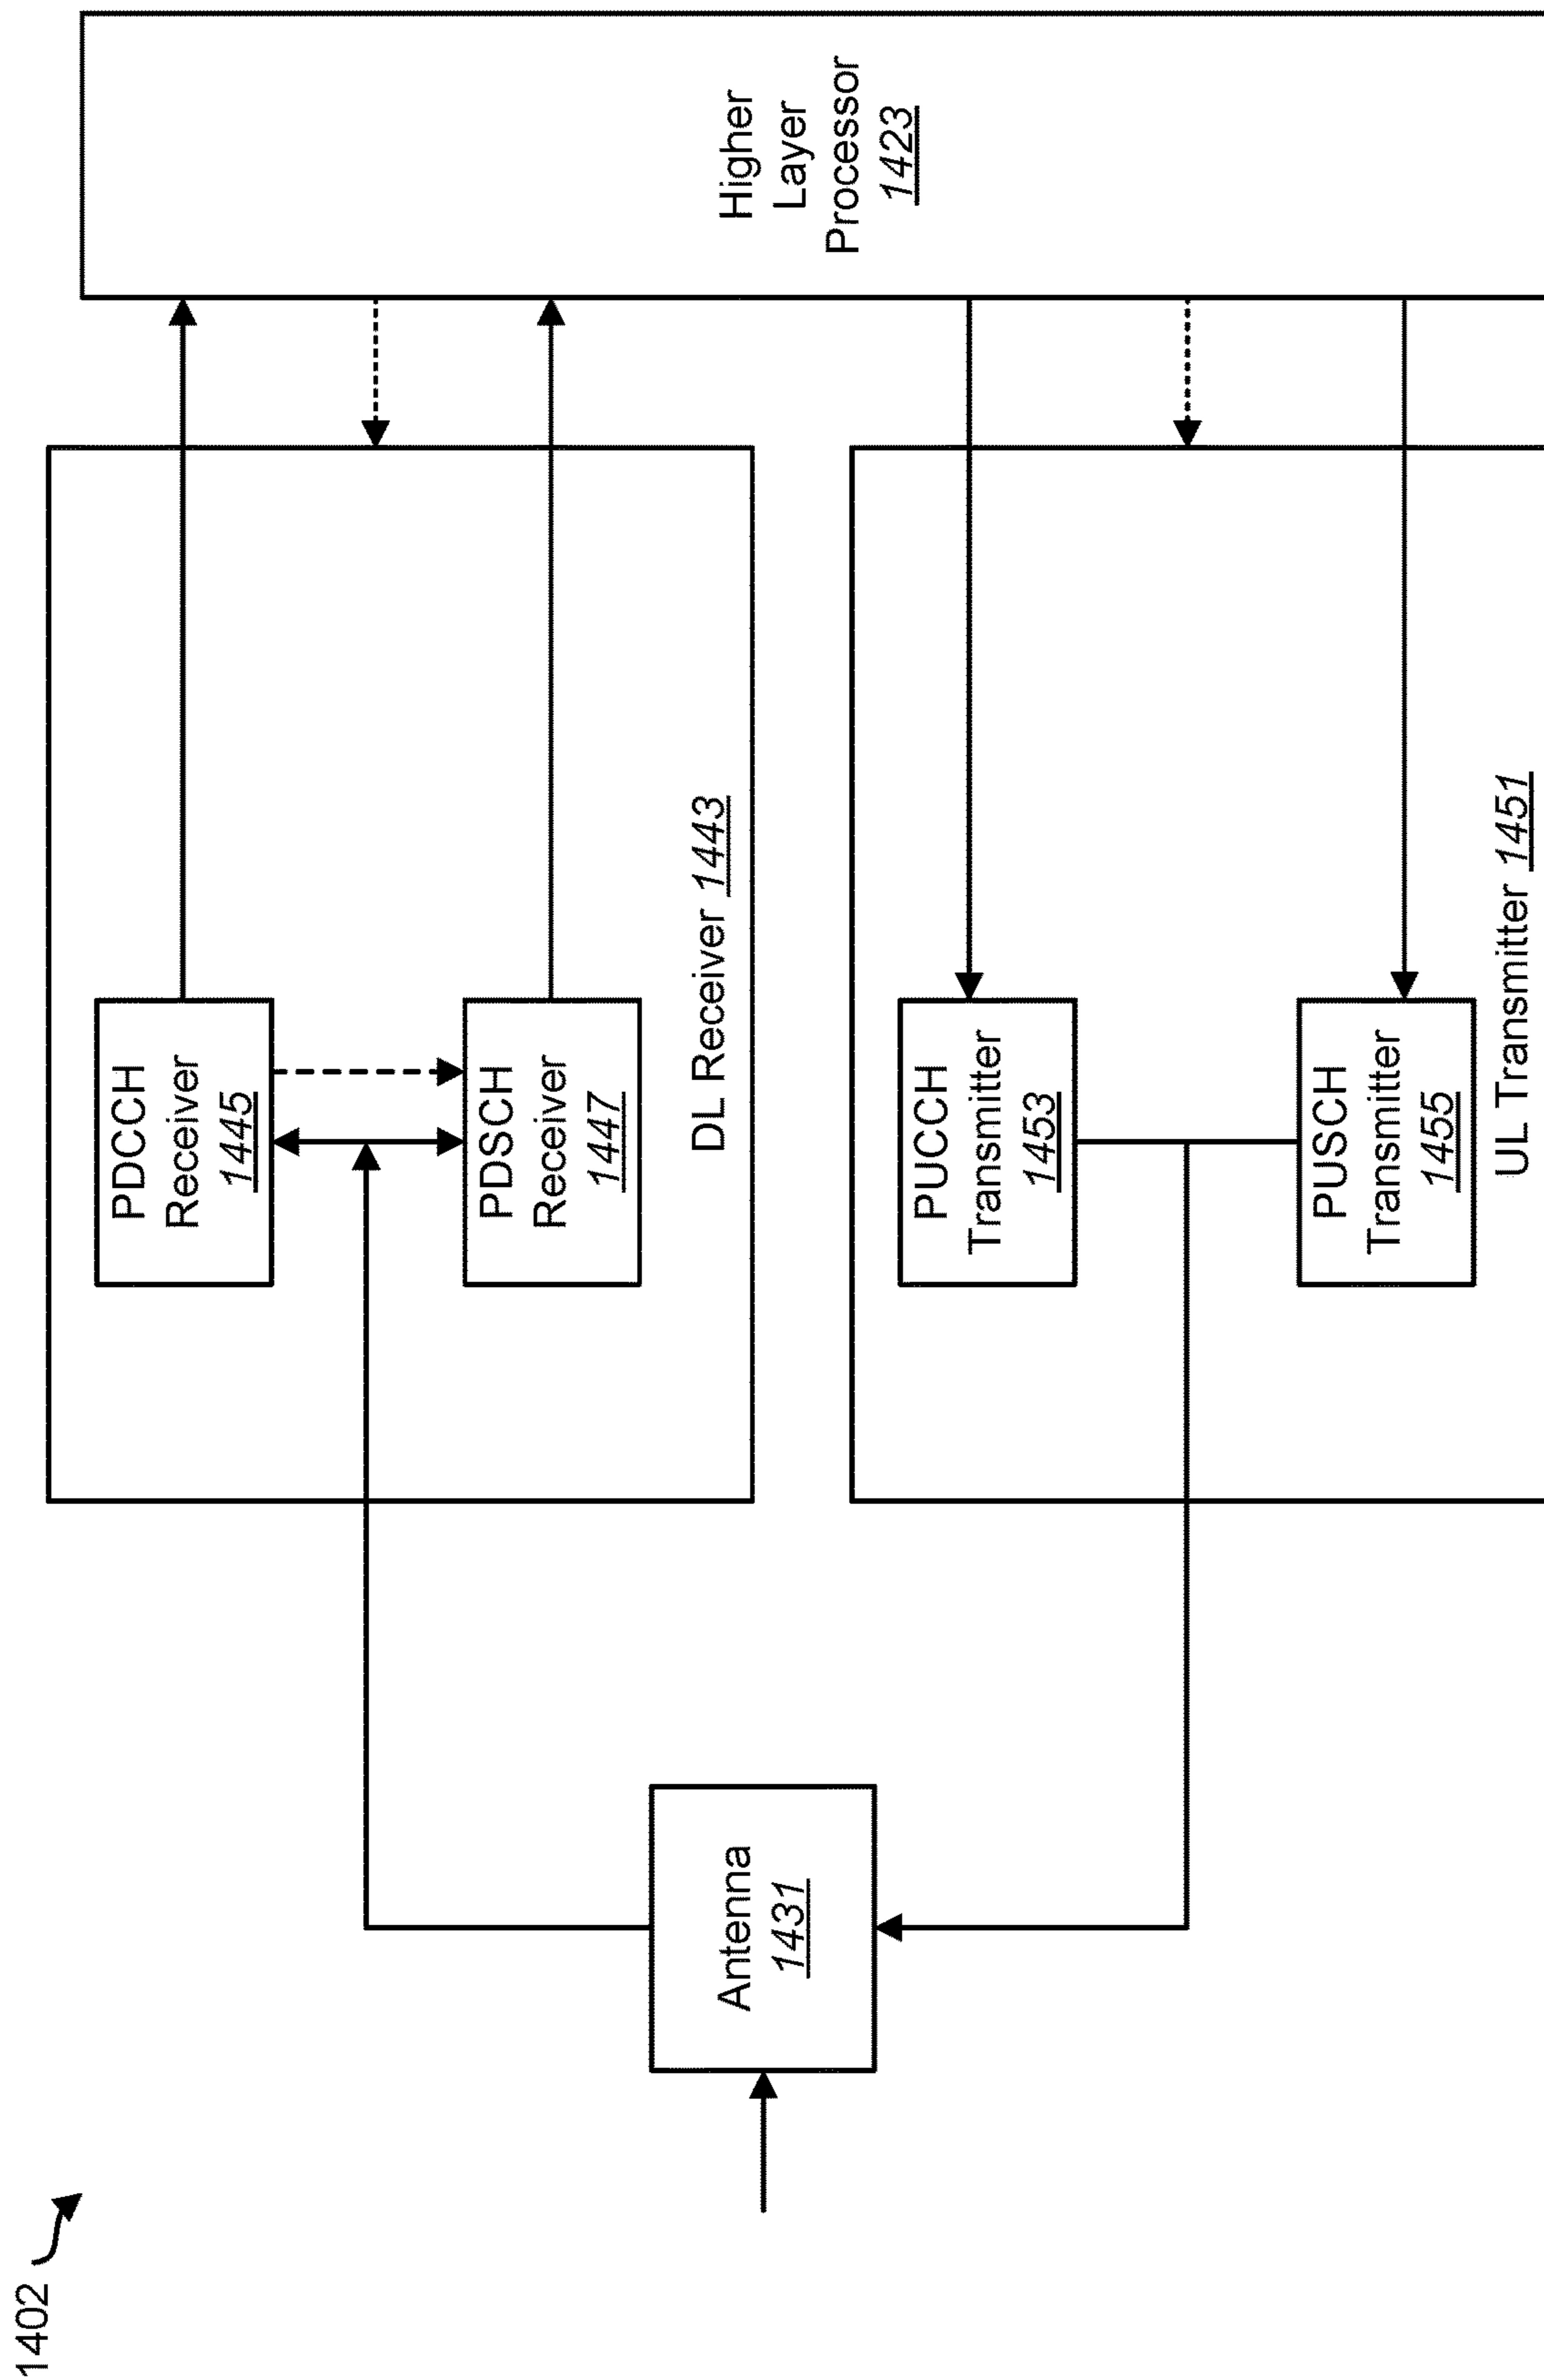 1402
Antenna
1431
PDCCH
Receiver
1445
PDSCH
Receiver
1447
DL Receiver 1443
PUCCH
Transmitter
1453
PUSCH
Transmitter
1455
UL Transmitter 1451
Higher
Layer
Processor
1423